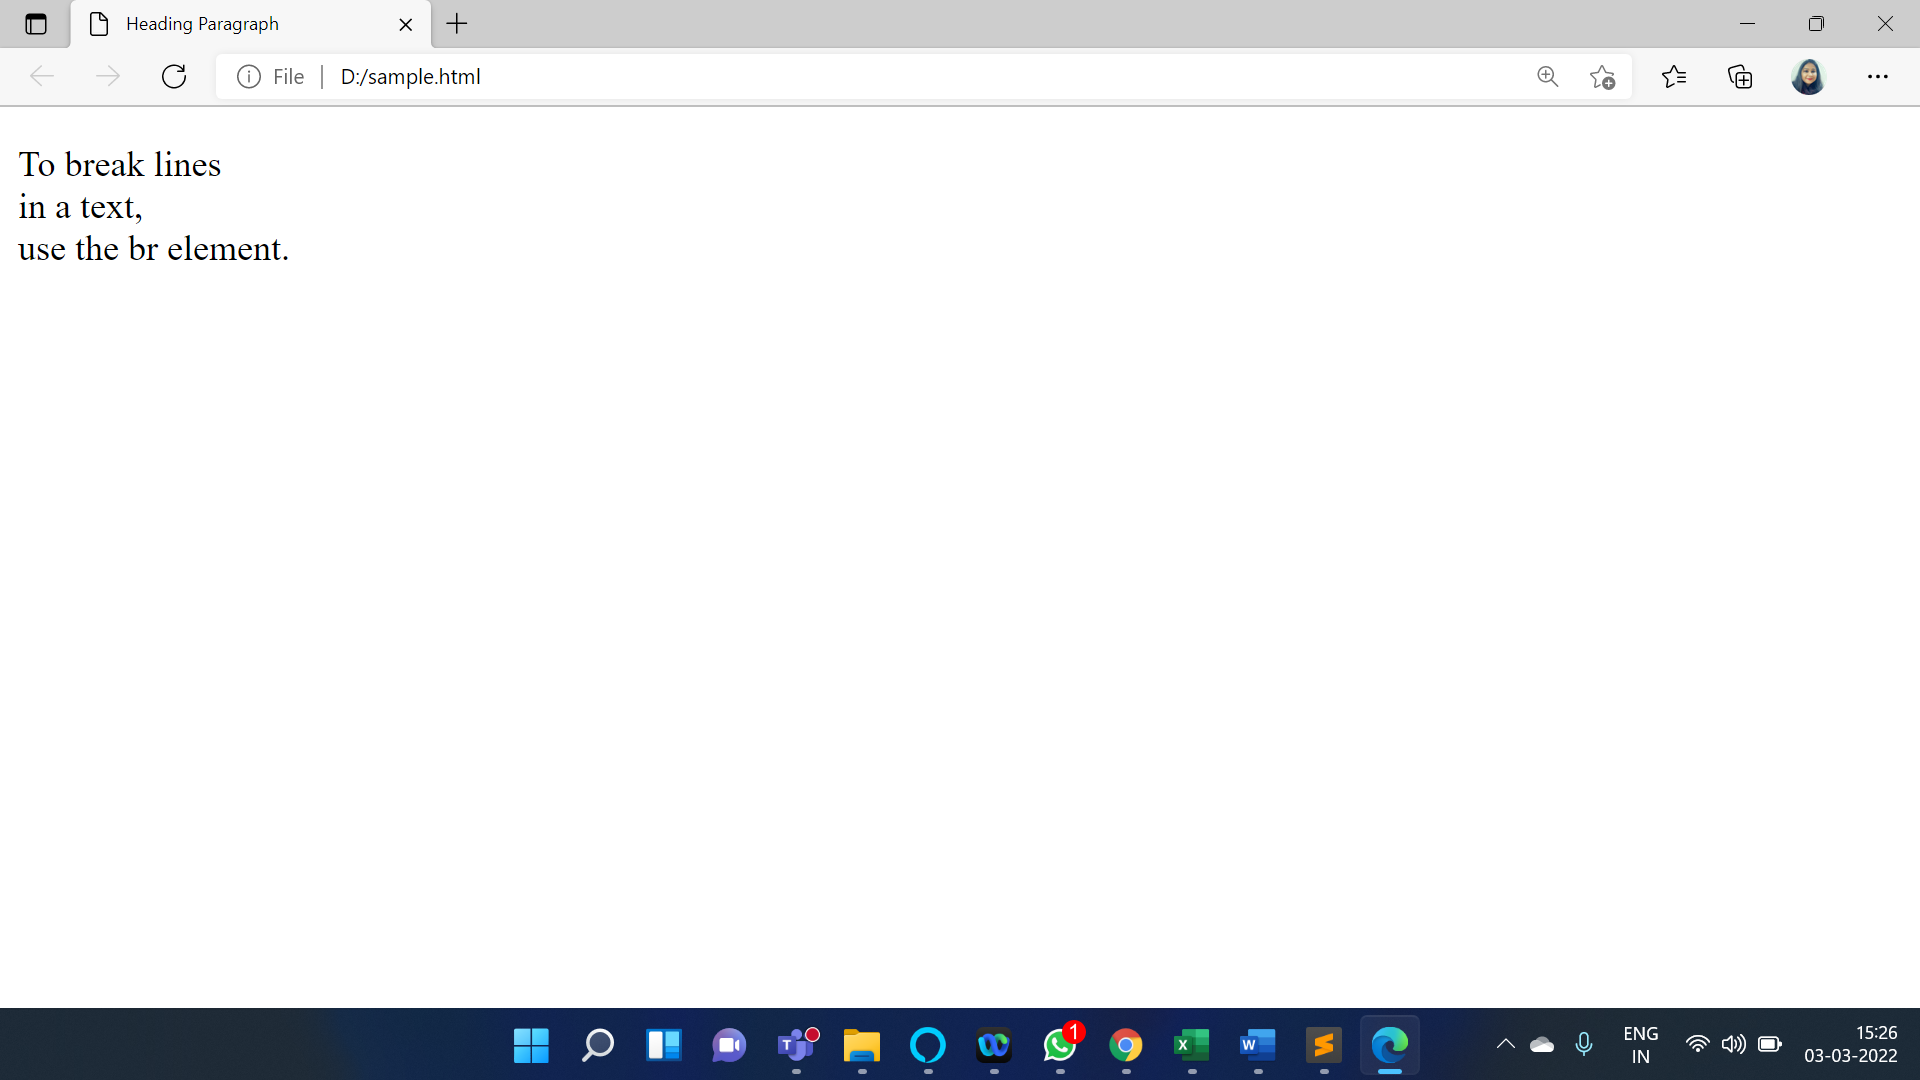 Heading Paragraph
File D:/sample.html
To break lines
in a text,
use the br element.
1
ENG
IN
15:26
03-03-2022